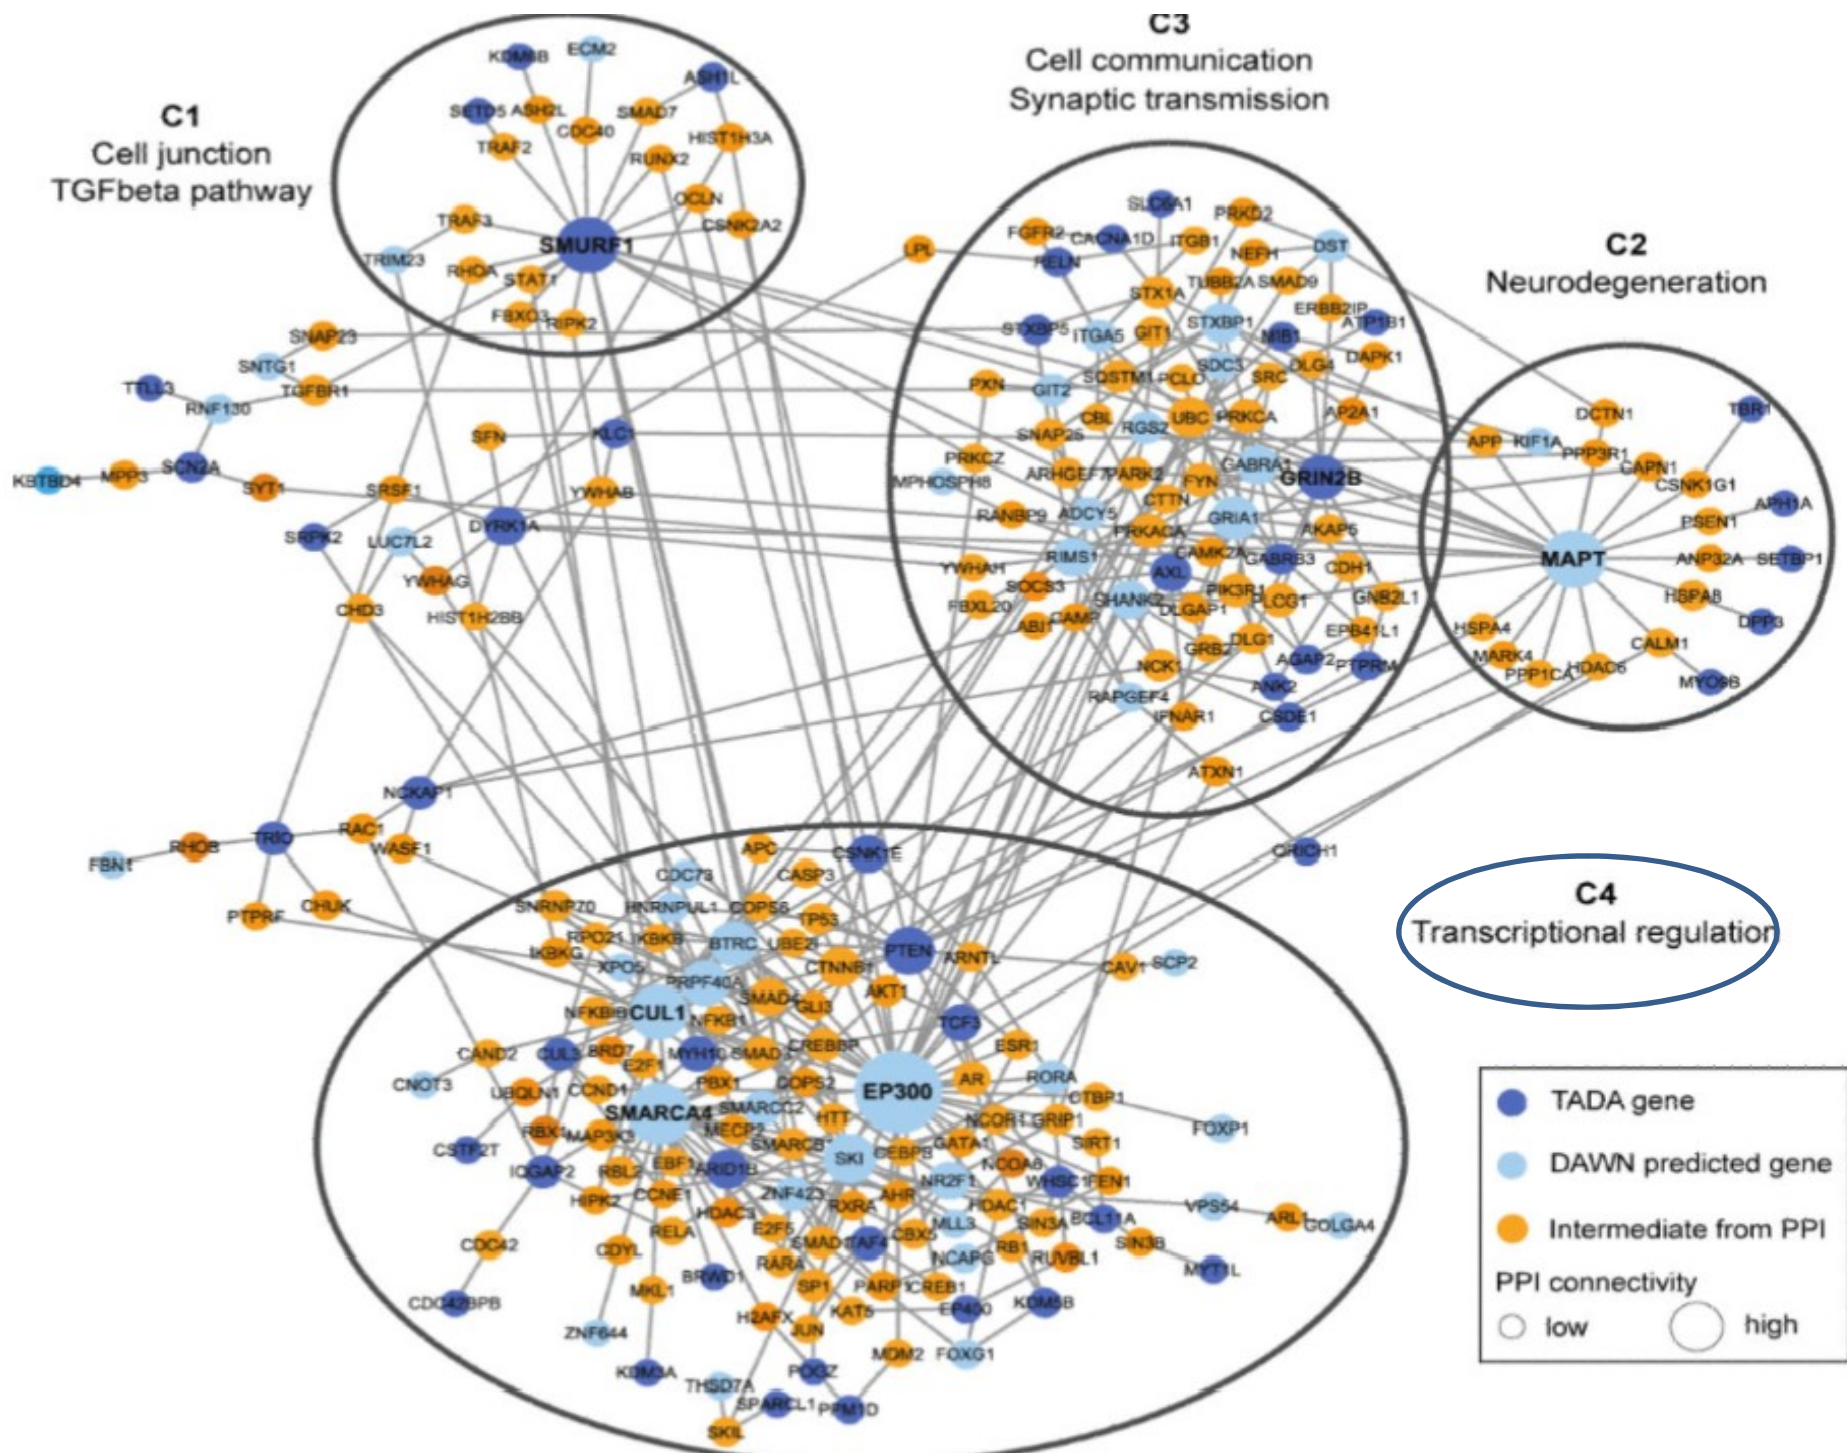 C1
Cell junction
TGFbeta pathway
C3
Cell communication
Synaptic transmission
C2
Neurodegeneration
C4
Transcriptional regulation
KDM6B
ECM2
ASH1L
SETD5
ASH2L
SMAD7
CDC40
HIST1H3A
TRAF2
RUNX2
OCLN
TRAF3
CSNK2A2
SMURF1
TRIM23
RHOA
STAT1
FBXO3
RIPK2
SNAP23
SNTG1
TTLL3
TGFBR1
RNF130
SCN2A
KBTBD4
MPP3
SYT1
SFN
KLC1
SRSF1
YWHAB
SRPK2
LUC7L2
DYRK1A
YWHAG
CHD3
HIST1H2BB
LPL
SLC6A1
PRKD2
FGFR2
CACNA1D
ITGB1
DST
RELN
NEFH
STX1A
TUBB2A
SMAD9
ERBB2IP
STXBP5
ITGA5
GIT1
STXBP1
NIB1
ATP1B1
SDC3
DLG4
DAPK1
PXN
GIT2
SQSTM1
PCLO
SRC
CBL
UBC
PRKCA
AP2A1
SNAP25
RGS2
PRKCZ
GABRA1
GRIN2B
MPHOSPH8
ARHGEF7
PARK2
FYN
CTTN
RANBP9
ADCY5
GRIA1
PRKACA
AKAP5
RIMS1
CAMK2A
GABRB3
YWHAH
AXL
CDH1
SOCS3
PIK3R1
FBXL20
SHANK2
DLGAP1
PLCG1
GNB2L1
ABI1
CAMP
DLG1
EPB41L1
GRB2
NCK1
AGAP2
PTPRM
RAPGEF4
ANK2
IFNAR1
CSDE1
ATXN1
DCTN1
TBR1
APP
KIF1A
PPP3R1
CAPN1
CSNK1G1
APH1A
PSEN1
MAPT
ANP32A
SETBP1
HSPA8
DPP3
HSPA4
CALM1
MARK4
PPP1CA
HDAC6
MYO9B
NCKAP1
TRIO
RAC1
WASF1
RHOB
FBN1
PTPRF
CHUK
QRICH1
APC
CSNK1E
CDC73
CASP3
SNRNP70
HNRNPUL1
COPS6
TP53
RPO21
IKBKB
BTRC
UBE2I
IKBKG
PTEN
ARNTL
XPO5
CTNNB1
CAV1
SCP2
PRPF40A
AKT1
SMAD4
GLI3
NFKBIB
CUL1
NFKB1
TCF3
CREBBP
ESR1
CAND2
CUL3
BRD7
MYH10
SMAD3
E2F1
AR
RORA
CNOT3
UBQLN1
CCND1
PBX1
COPS2
EP300
CTBP1
SMARCA4
SMARCC2
HTT
NCOR1
GRIP1
FOXP1
RBX1
MAP3K3
MECP2
SMARCB1
GATA1
SIRT1
CSTF2T
SKI
CEBPB
IQGAP2
RBL2
EBF1
ARID1B
NCOA6
NR2F1
WHSC1
FEN1
HIPK2
CCNE1
ZNF423
AHR
HDAC1
VPS54
ARL1
GOLGA4
HDAC3
RXRA
MLL3
SIN3A
BCL11A
RELA
E2F5
CBX5
CDC42
CDYL
TAF4
NCAPG
RB1
RUVBL1
SIN3B
RARA
MYT1L
BRWD1
SP1
PARP1
CREB1
CDC42BPB
MKL1
H2AFX
KAT5
EP400
KDM5B
ZNF644
JUN
MDM2
FOXG1
KDM3A
THSD7A
POGZ
SPARCL1
PPM1D
SKIL
TADA gene
DAWN predicted gene
Intermediate from PPI
PPI connectivity
low
high